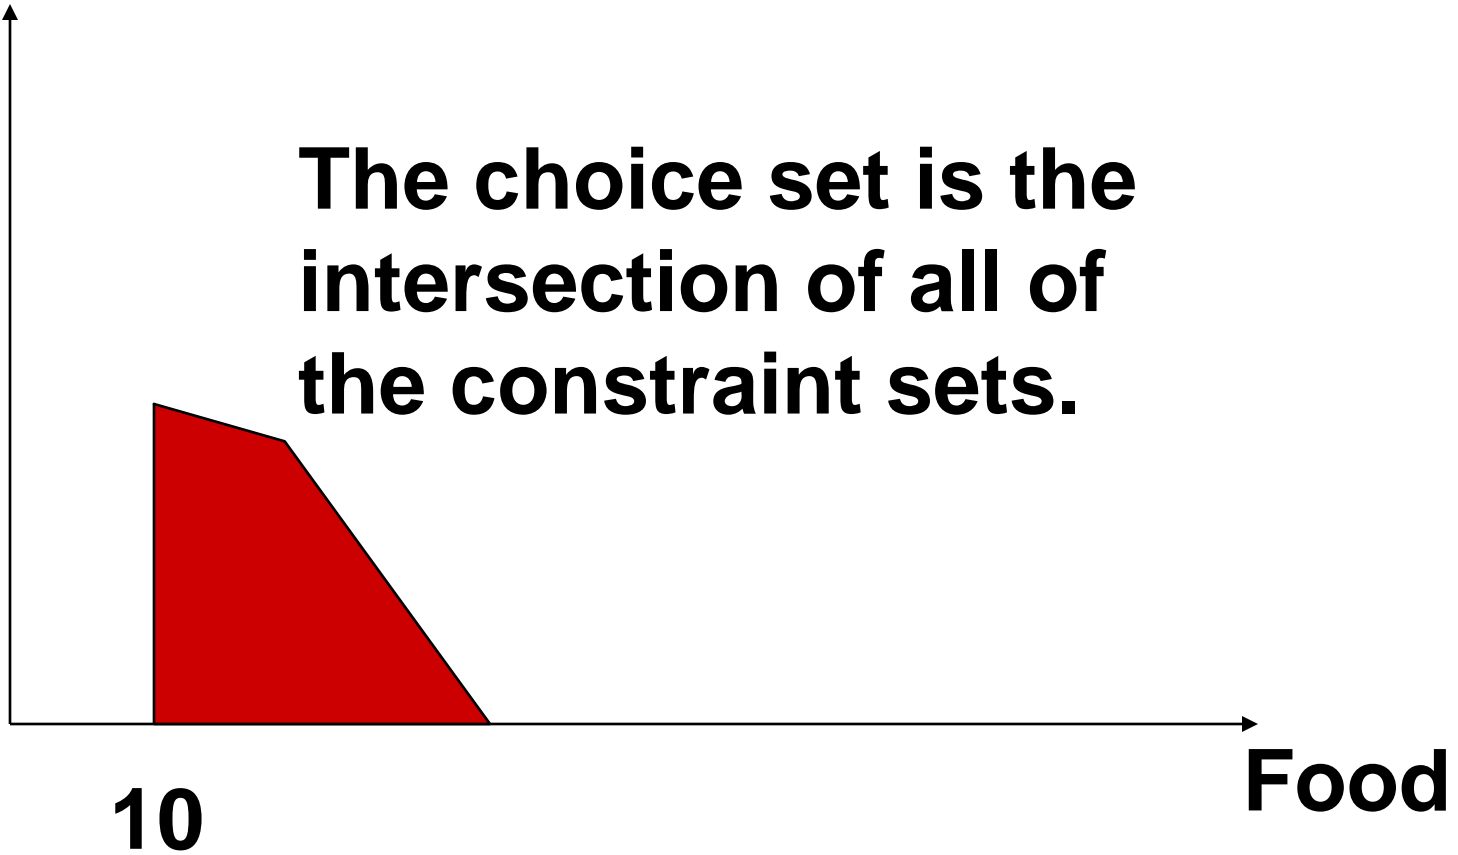 The choice set is the
intersection of all of
the constraint sets.
Food
10